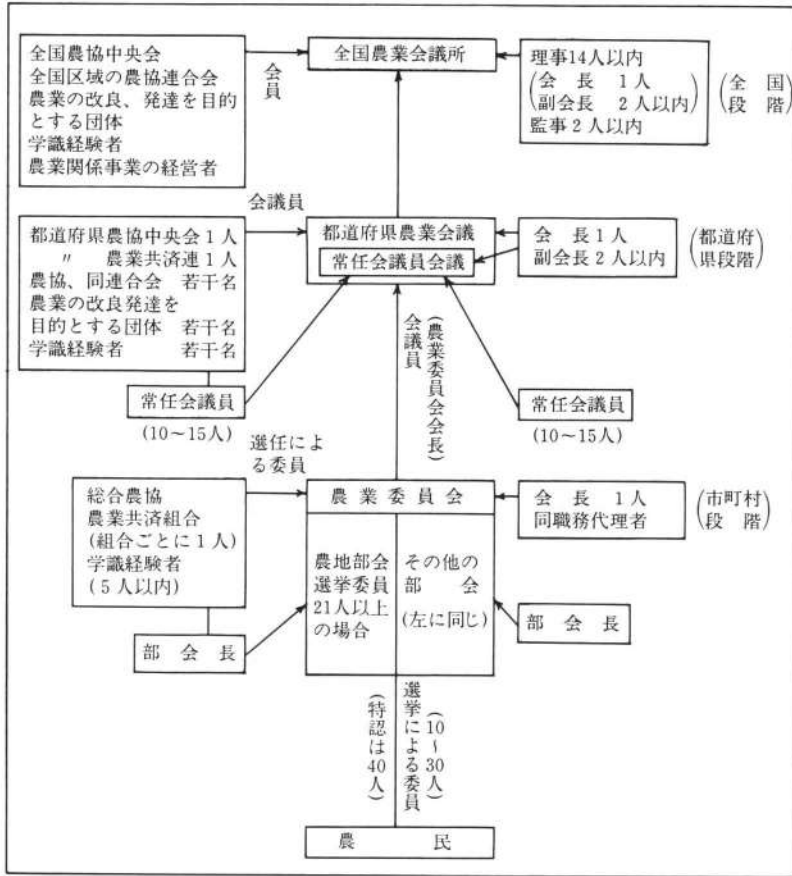 全国農協中央会
全国区域の農協連合会
農業の改良、発達を目的
とする団体
学識経験者
農業関係事業の経営者
会員
全国農業会議所
理事14人以内
(会　長　1人
副会長　2人以内)
監事2人以内
(全　国
段　階)
会議員
都道府県農協中央会1人
〃　農業共済連1人
農協、同連合会　若干名
農業の改良発達を
目的とする団体　若干名
学識経験者　若干名
都道府県農業会議
常任会議員会議
会　長1人
副会長2人以内
(都道府
県段階)
常任会議員
(10〜15人)
会議員
(農業委員会会長)
常任会議員
(10〜15人)
選任によ
る委員
総合農協
農業共済組合
(組合ごとに1人)
学識経験者
(5人以内)
部　会　長
農業委員会
農地部会
選挙委員
21人以上
の場合
その他の
部　会
(左に同じ)
会　長　1人
同職務代理者
(市町村
段　階)
部　会　長
選挙による委員
(10〜30人)
(特認は40人)
農　民